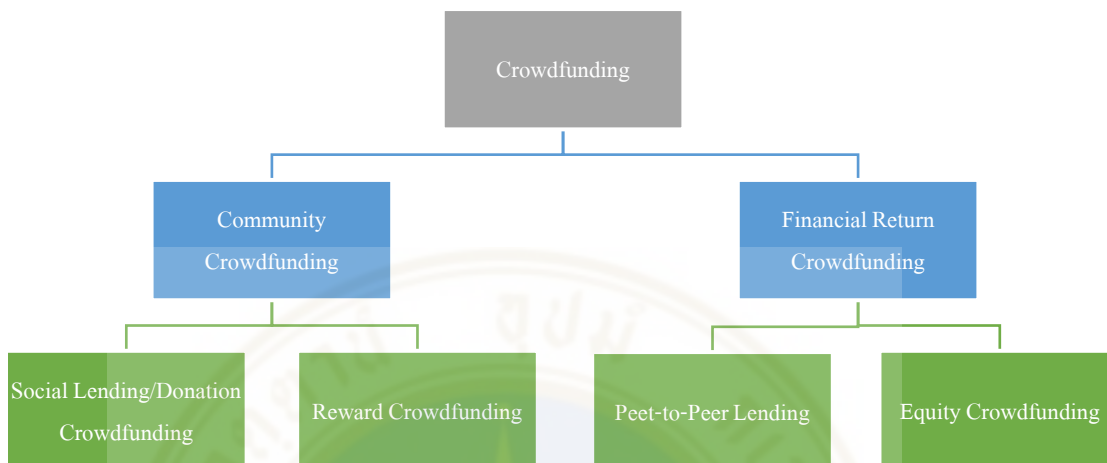 Crowdfunding
Community
Crowdfunding
Financial Return
Crowdfunding
Social Lending/Donation
Crowdfunding
Reward Crowdfunding
Peet-to-Peer Lending
Equity Crowdfunding